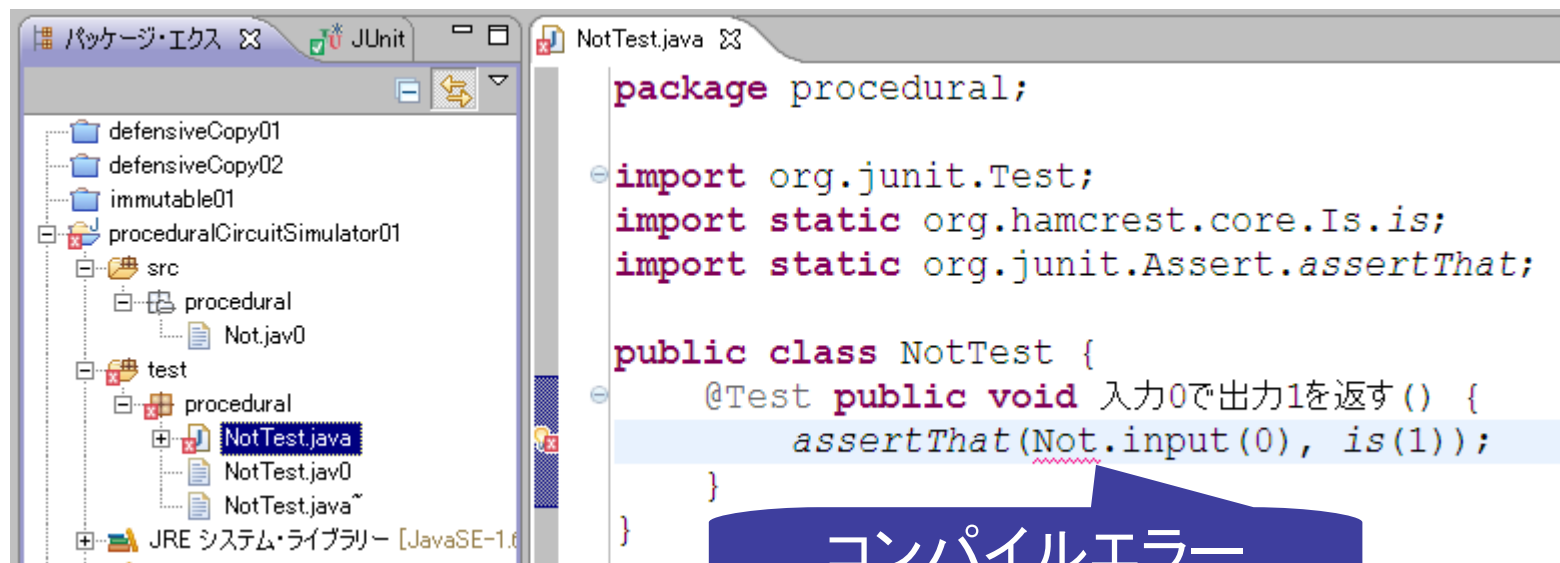 パッケージ・エクス
JUnit
defensiveCopy01
defensiveCopy02
immutable01
proceduralCircuitSimulator01
src
procedural
Not.jav0
test
procedural
NotTest.java
NotTest.jav0
NotTest.java~
JRE システム・ライブラリー [JavaSE-1.6
NotTest.java
package procedural;
import org.junit.Test;
import static org.hamcrest.core.Is.is;
import static org.junit.Assert.assertThat;
public class NotTest {
@Test public void 入力0で出力1を返す() {
assertThat(Not.input(0), is(1));
}
}
コンパイルエラー